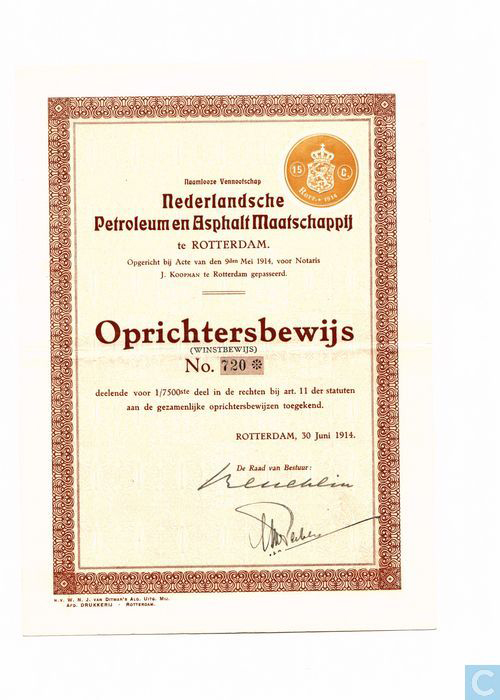 Naamlooze Vennootschap
Nederlandsche
Petroleum en Asphalt Maatschappij
te ROTTERDAM.
Opgericht bij Acte van den 9den Mei 1914, voor Notaris
J. KOOPMAN te Rotterdam gepasseerd.
15 C.
Rott. 1914
Oprichtersbewijs
(WINSTBEWIJS)
No. 720 *
deelende voor 1/7500ste deel in de rechten bij art. 11 der statuten
aan de gezamenlijke oprichtersbewijzen toegekend.
ROTTERDAM, 30 Juni 1914.
De Raad van Bestuur:
N.V. W. N. J. VAN DITMAR'S ALG. UITG. MIJ.
AFD. DRUKKERIJ - ROTTERDAM.
C